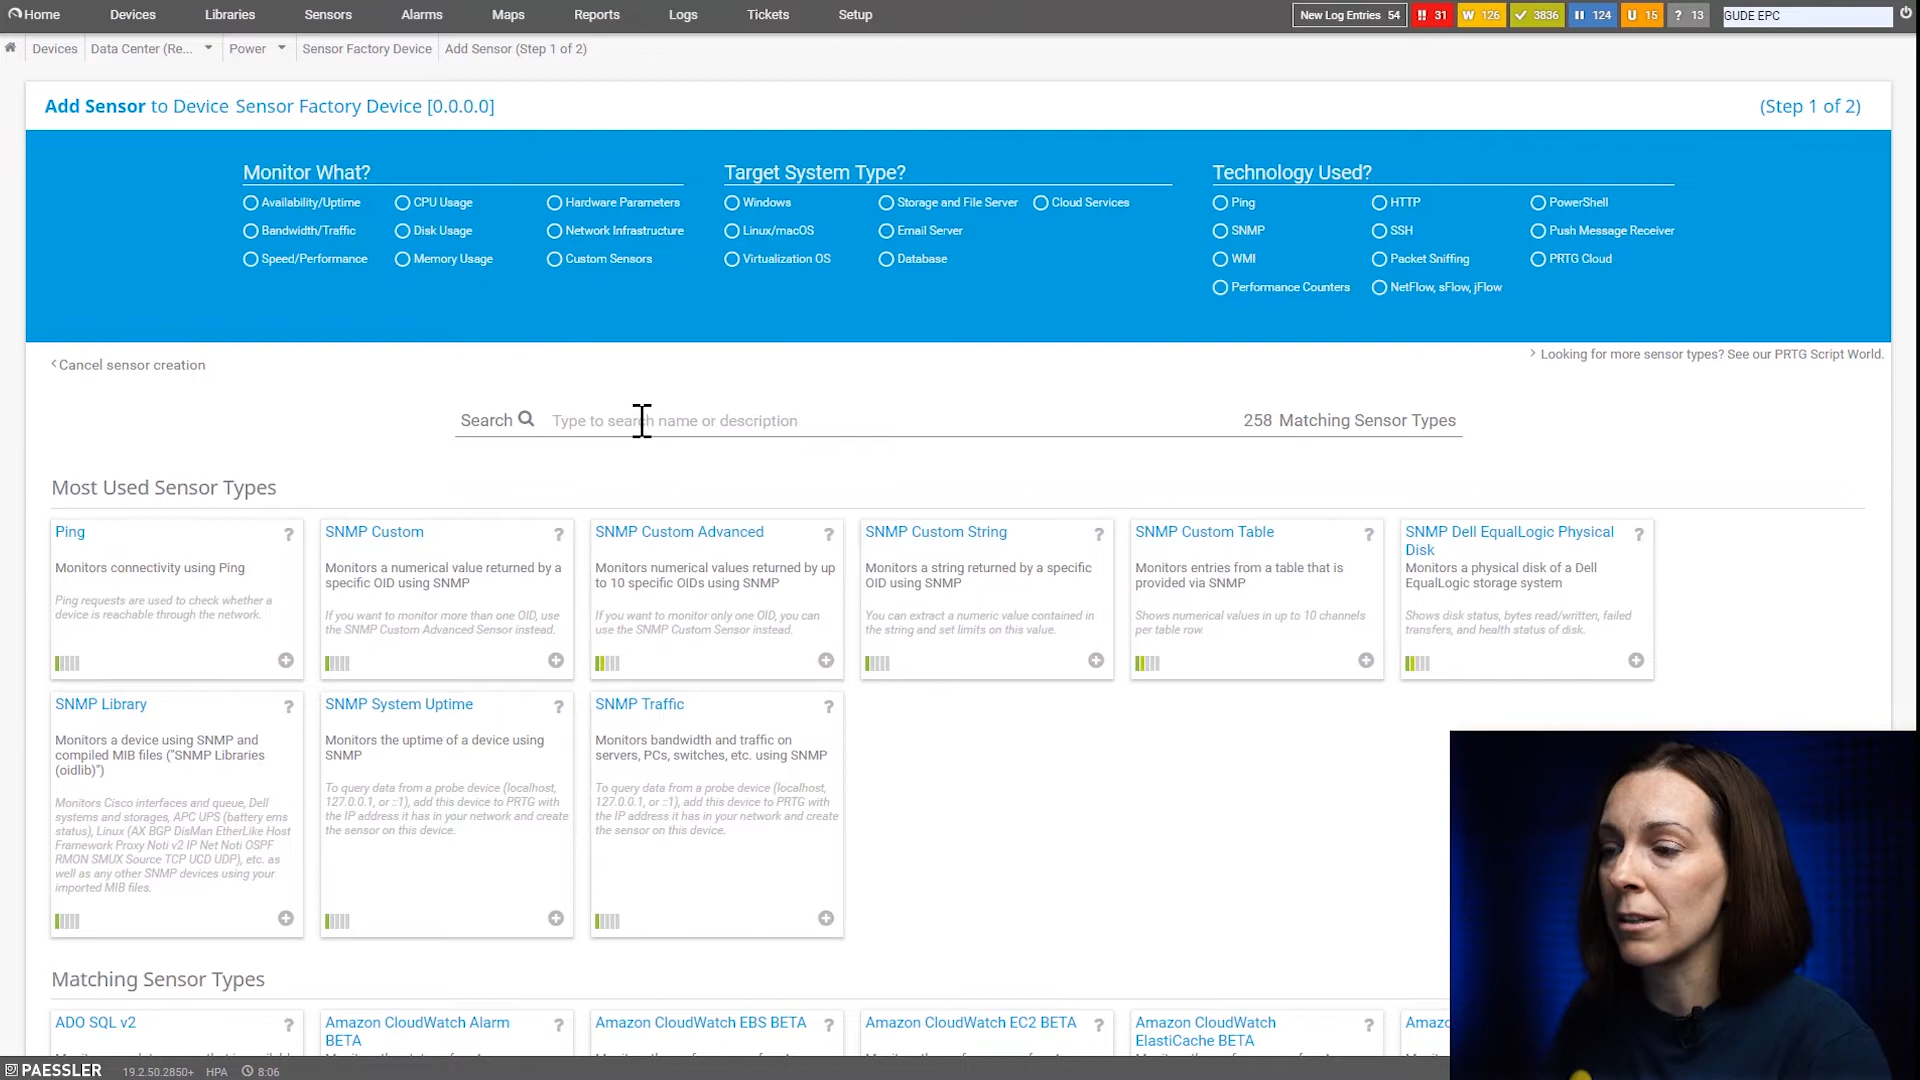 Home Devices Libraries Sensors Alarms Maps Reports Logs Tickets Setup New Log Entries 54 !! 31 W 126 3836 124 U 15 ? 13 GUDE EPC
Devices Data Center (Re... Power Sensor Factory Device Add Sensor (Step 1 of 2)
Add Sensor to Device Sensor Factory Device [0.0.0.0] (Step 1 of 2)
Monitor What? Target System Type? Technology Used?
Availability/Uptime CPU Usage Hardware Parameters Windows Storage and File Server Cloud Services Ping HTTP PowerShell
Bandwidth/Traffic Disk Usage Network Infrastructure Linux/macOS Email Server SNMP SSH Push Message Receiver
Speed/Performance Memory Usage Custom Sensors Virtualization OS Database WMI Packet Sniffing PRTG Cloud
Performance Counters NetFlow, sFlow, jFlow
Looking for more sensor types? See our PRTG Script World.
Cancel sensor creation
Search Type to search name or description 258 Matching Sensor Types
Most Used Sensor Types
Ping ?
Monitors connectivity using Ping
Ping requests are used to check whether a
device is reachable through the network.
SNMP Custom ?
Monitors a numerical value returned by a
specific OID using SNMP
If you want to monitor more than one OID, use
the SNMP Custom Advanced Sensor instead.
SNMP Custom Advanced ?
Monitors numerical values returned by up
to 10 specific OIDs using SNMP
If you want to monitor only one OID, you can
use the SNMP Custom Sensor instead.
SNMP Custom String ?
Monitors a string returned by a specific
OID using SNMP
You can extract a numeric value contained in
the string and set limits on this value.
SNMP Custom Table ?
Monitors entries from a table that is
provided via SNMP
Shows numerical values in up to 10 channels
per table row.
SNMP Dell EqualLogic Physical ?
Disk
Monitors a physical disk of a Dell
EqualLogic storage system
Shows disk status, bytes read/written, failed
transfers, and health status of disk.
SNMP Library ?
Monitors a device using SNMP and
compiled MIB files ("SNMP Libraries
(oidlib)")
Monitors Cisco interfaces and queue, Dell
systems and storages, APC UPS (battery ems
status), Linux (AX BGP DisMan EtherLike Host
Framework Proxy Noti v2 IP Net Noti OSPF
RMON SMUX Source TCP UCD UDP), etc. as
well as any other SNMP devices using your
imported MIB files.
SNMP System Uptime ?
Monitors the uptime of a device using
SNMP
To query data from a probe device (localhost,
127.0.0.1, or ::1), add this device to PRTG with
the IP address it has in your network and create
the sensor on this device.
SNMP Traffic ?
Monitors bandwidth and traffic on
servers, PCs, switches, etc. using SNMP
To query data from a probe device (localhost,
127.0.0.1, or ::1), add this device to PRTG with
the IP address it has in your network and create
the sensor on this device.
Matching Sensor Types
ADO SQL v2 ?
Amazon CloudWatch Alarm ?
BETA
Amazon CloudWatch EBS BETA ?
Amazon CloudWatch EC2 BETA ?
Amazon CloudWatch ?
ElastiCache BETA
PAESSLER 19.2.50.2850+ HPA 8:06